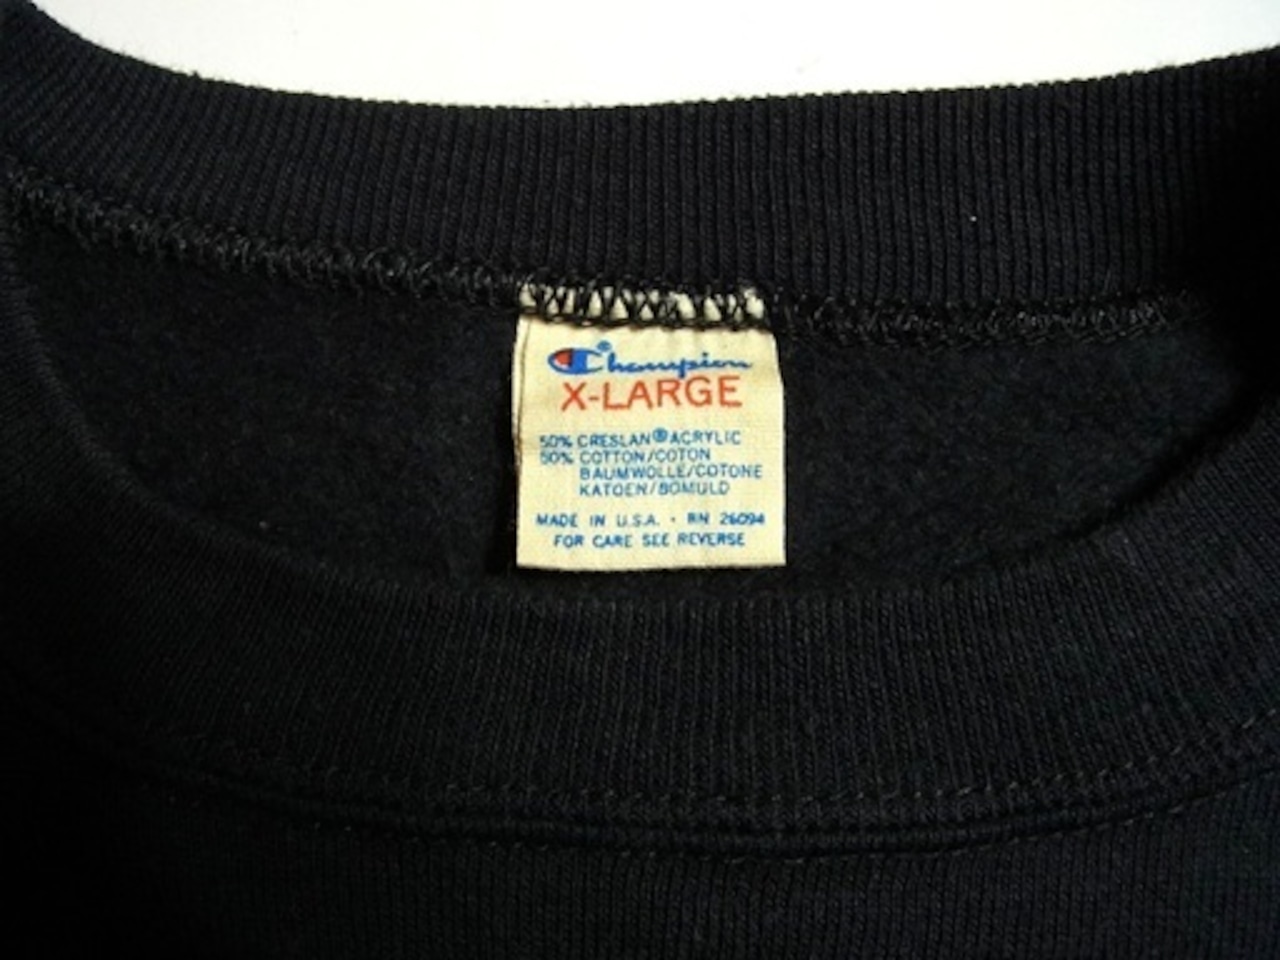 Champion®
X-LARGE
50% CRESLAN® ACRYLIC
50% COTTON/COTON
BAUMWOLLE/COTONE
KATOEN/BOMULD
MADE IN U.S.A. • RN 26094
FOR CARE SEE REVERSE